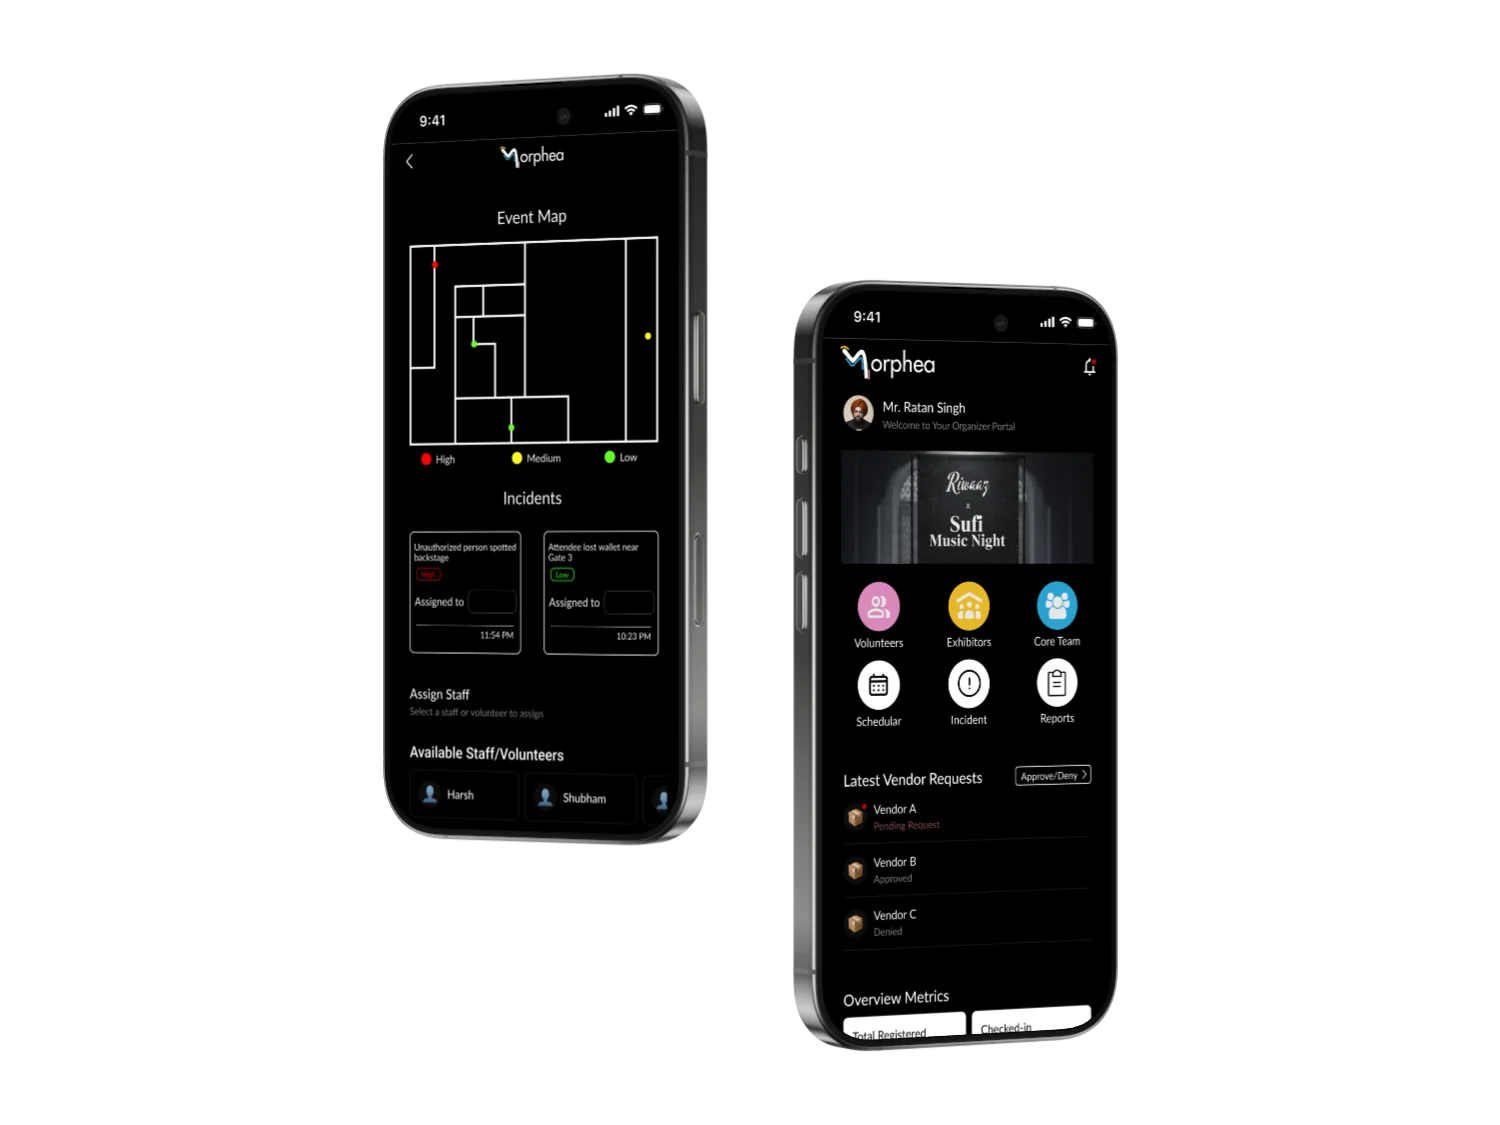 9:41
Morphea
Event Map
High
Medium
Low
Incidents
Unauthorized person spotted
backstage
High
Assigned to
11:54 PM
Attendee lost wallet near
Gate 3
Low
Assigned to
10:23 PM
Assign Staff
Select a staff or volunteer to assign
Available Staff/Volunteers
Harsh
Shubham
9:41
Morphea
Mr. Ratan Singh
Welcome to Your Organizer Portal
Riwaaz
x
Sufi
Music Night
Volunteers
Exhibitors
Core Team
Schedular
Incident
Reports
Latest Vendor Requests
Approve/Deny
Vendor A
Pending Request
Vendor B
Approved
Vendor C
Denied
Overview Metrics
Total Registered
Checked-in